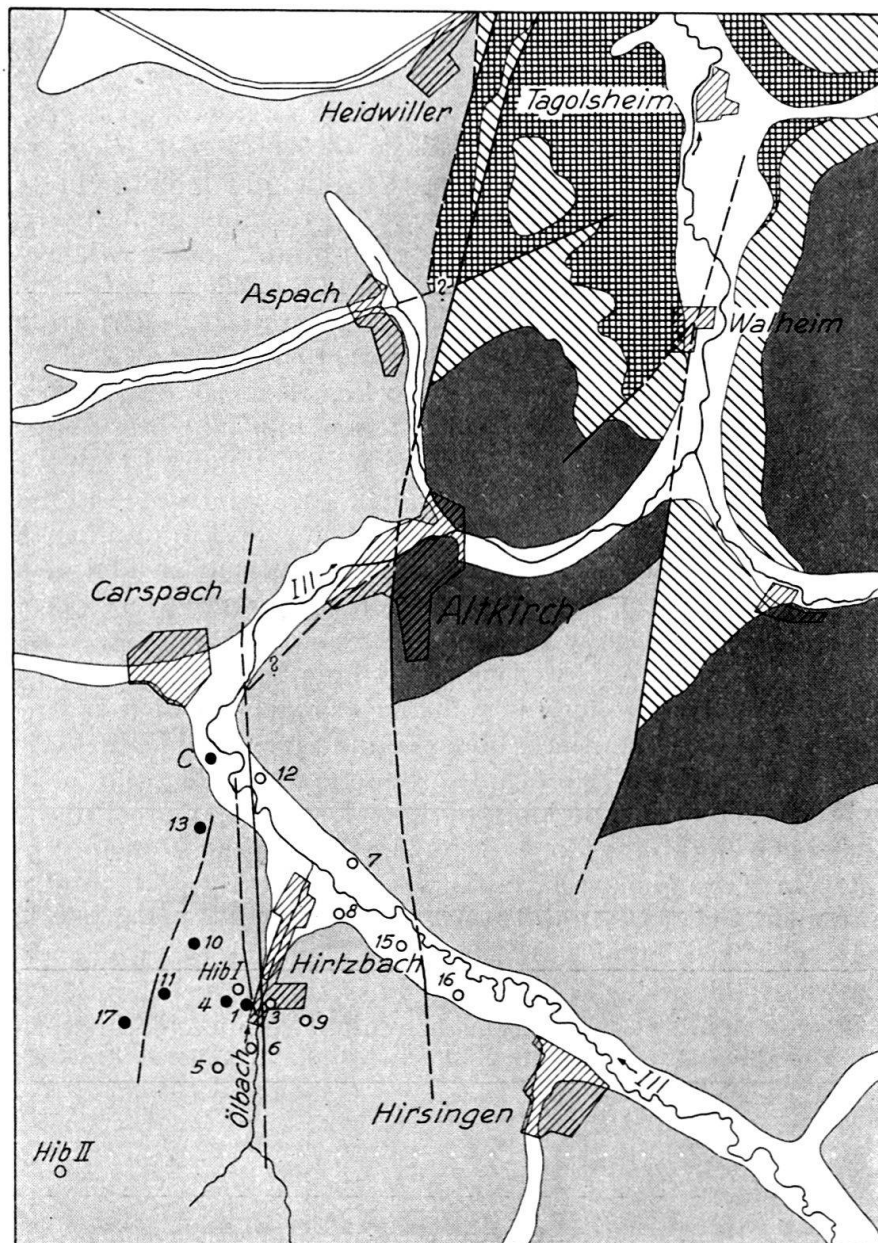 Heidwiller
Tagolsheim
Aspach
?
Walheim
Carspach
Ill
Altkirch
?
C
12
13
7
8
10
15
Hirtzbach
Hib I
16
11
4
1
3
17
9
6
5
Ölbach
Ill
Hirsingen
Hib II